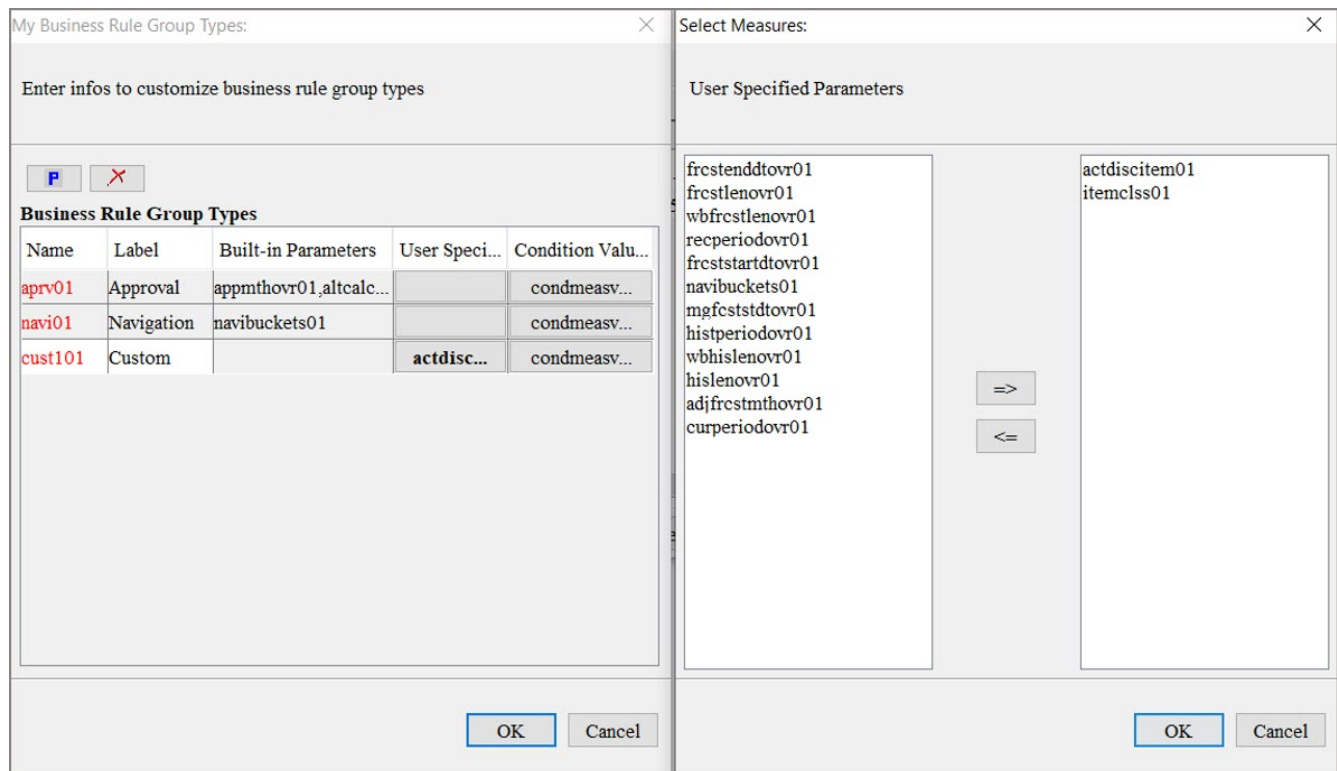 My Business Rule Group Types:
Enter infos to customize business rule group types
P
Business Rule Group Types
Name Label Built-in Parameters User Speci... Condition Valu...
aprv01 Approval appmthovr01,altcalc... condmeasv...
navi01 Navigation navibuckets01 condmeasv...
cust101 Custom actdisc... condmeasv...
OK Cancel
Select Measures:
User Specified Parameters
frcstenddtovr01
frcstlenovr01
wbfrcstlenovr01
recperiodovr01
frcststartdtovr01
navibuckets01
mgfcststdtovr01
histperiodovr01
wbhislenovr01
hislenovr01
adjfrcstmthovr01
curperiodovr01
=>
<=
actdiscitem01
itemclss01
OK Cancel